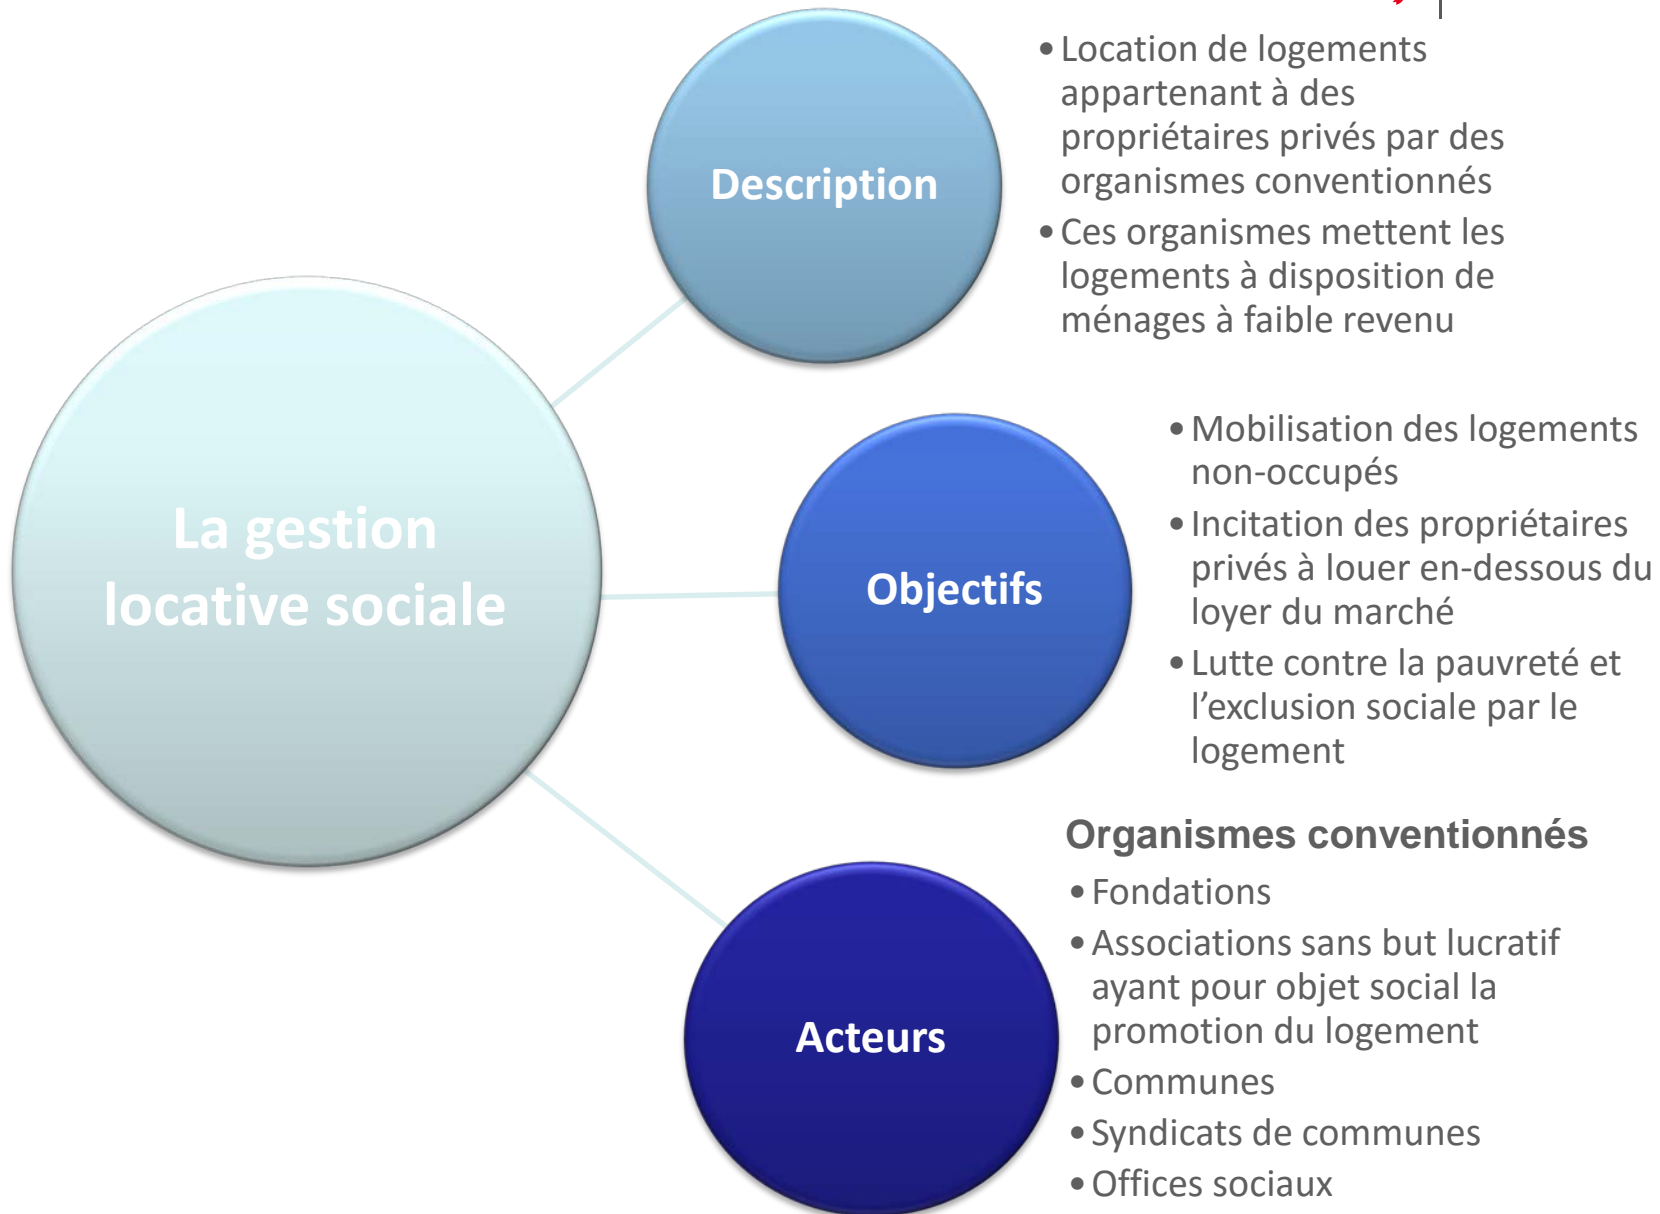 La gestion
locative sociale
Description
• Location de logements
appartenant à des
propriétaires privés par des
organismes conventionnés
• Ces organismes mettent les
logements à disposition de
ménages à faible revenu
Objectifs
• Mobilisation des logements
non-occupés
• Incitation des propriétaires
privés à louer en-dessous du
loyer du marché
• Lutte contre la pauvreté et
l’exclusion sociale par le
logement
Acteurs
Organismes conventionnés
• Fondations
• Associations sans but lucratif
ayant pour objet social la
promotion du logement
• Communes
• Syndicats de communes
• Offices sociaux